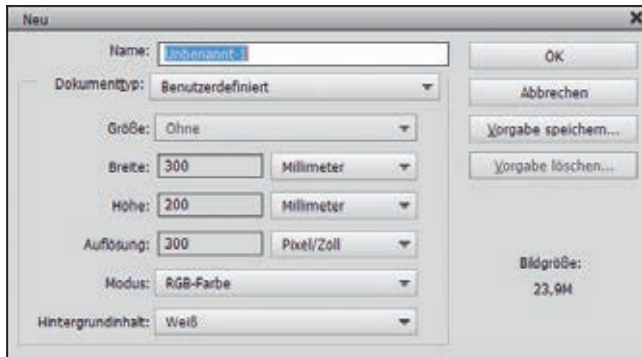 Neu
Name: Unbenannt-1
OK
Dokumenttyp: Benutzerdefiniert
Abbrechen
Größe: Ohne
Vorgabe speichern...
Breite: 300 Millimeter
Vorgabe löschen...
Höhe: 200 Millimeter
Auflösung: 300 Pixel/Zoll
Bildgröße:
Modus: RGB-Farbe
23,9M
Hintergrundinhalt: Weiß